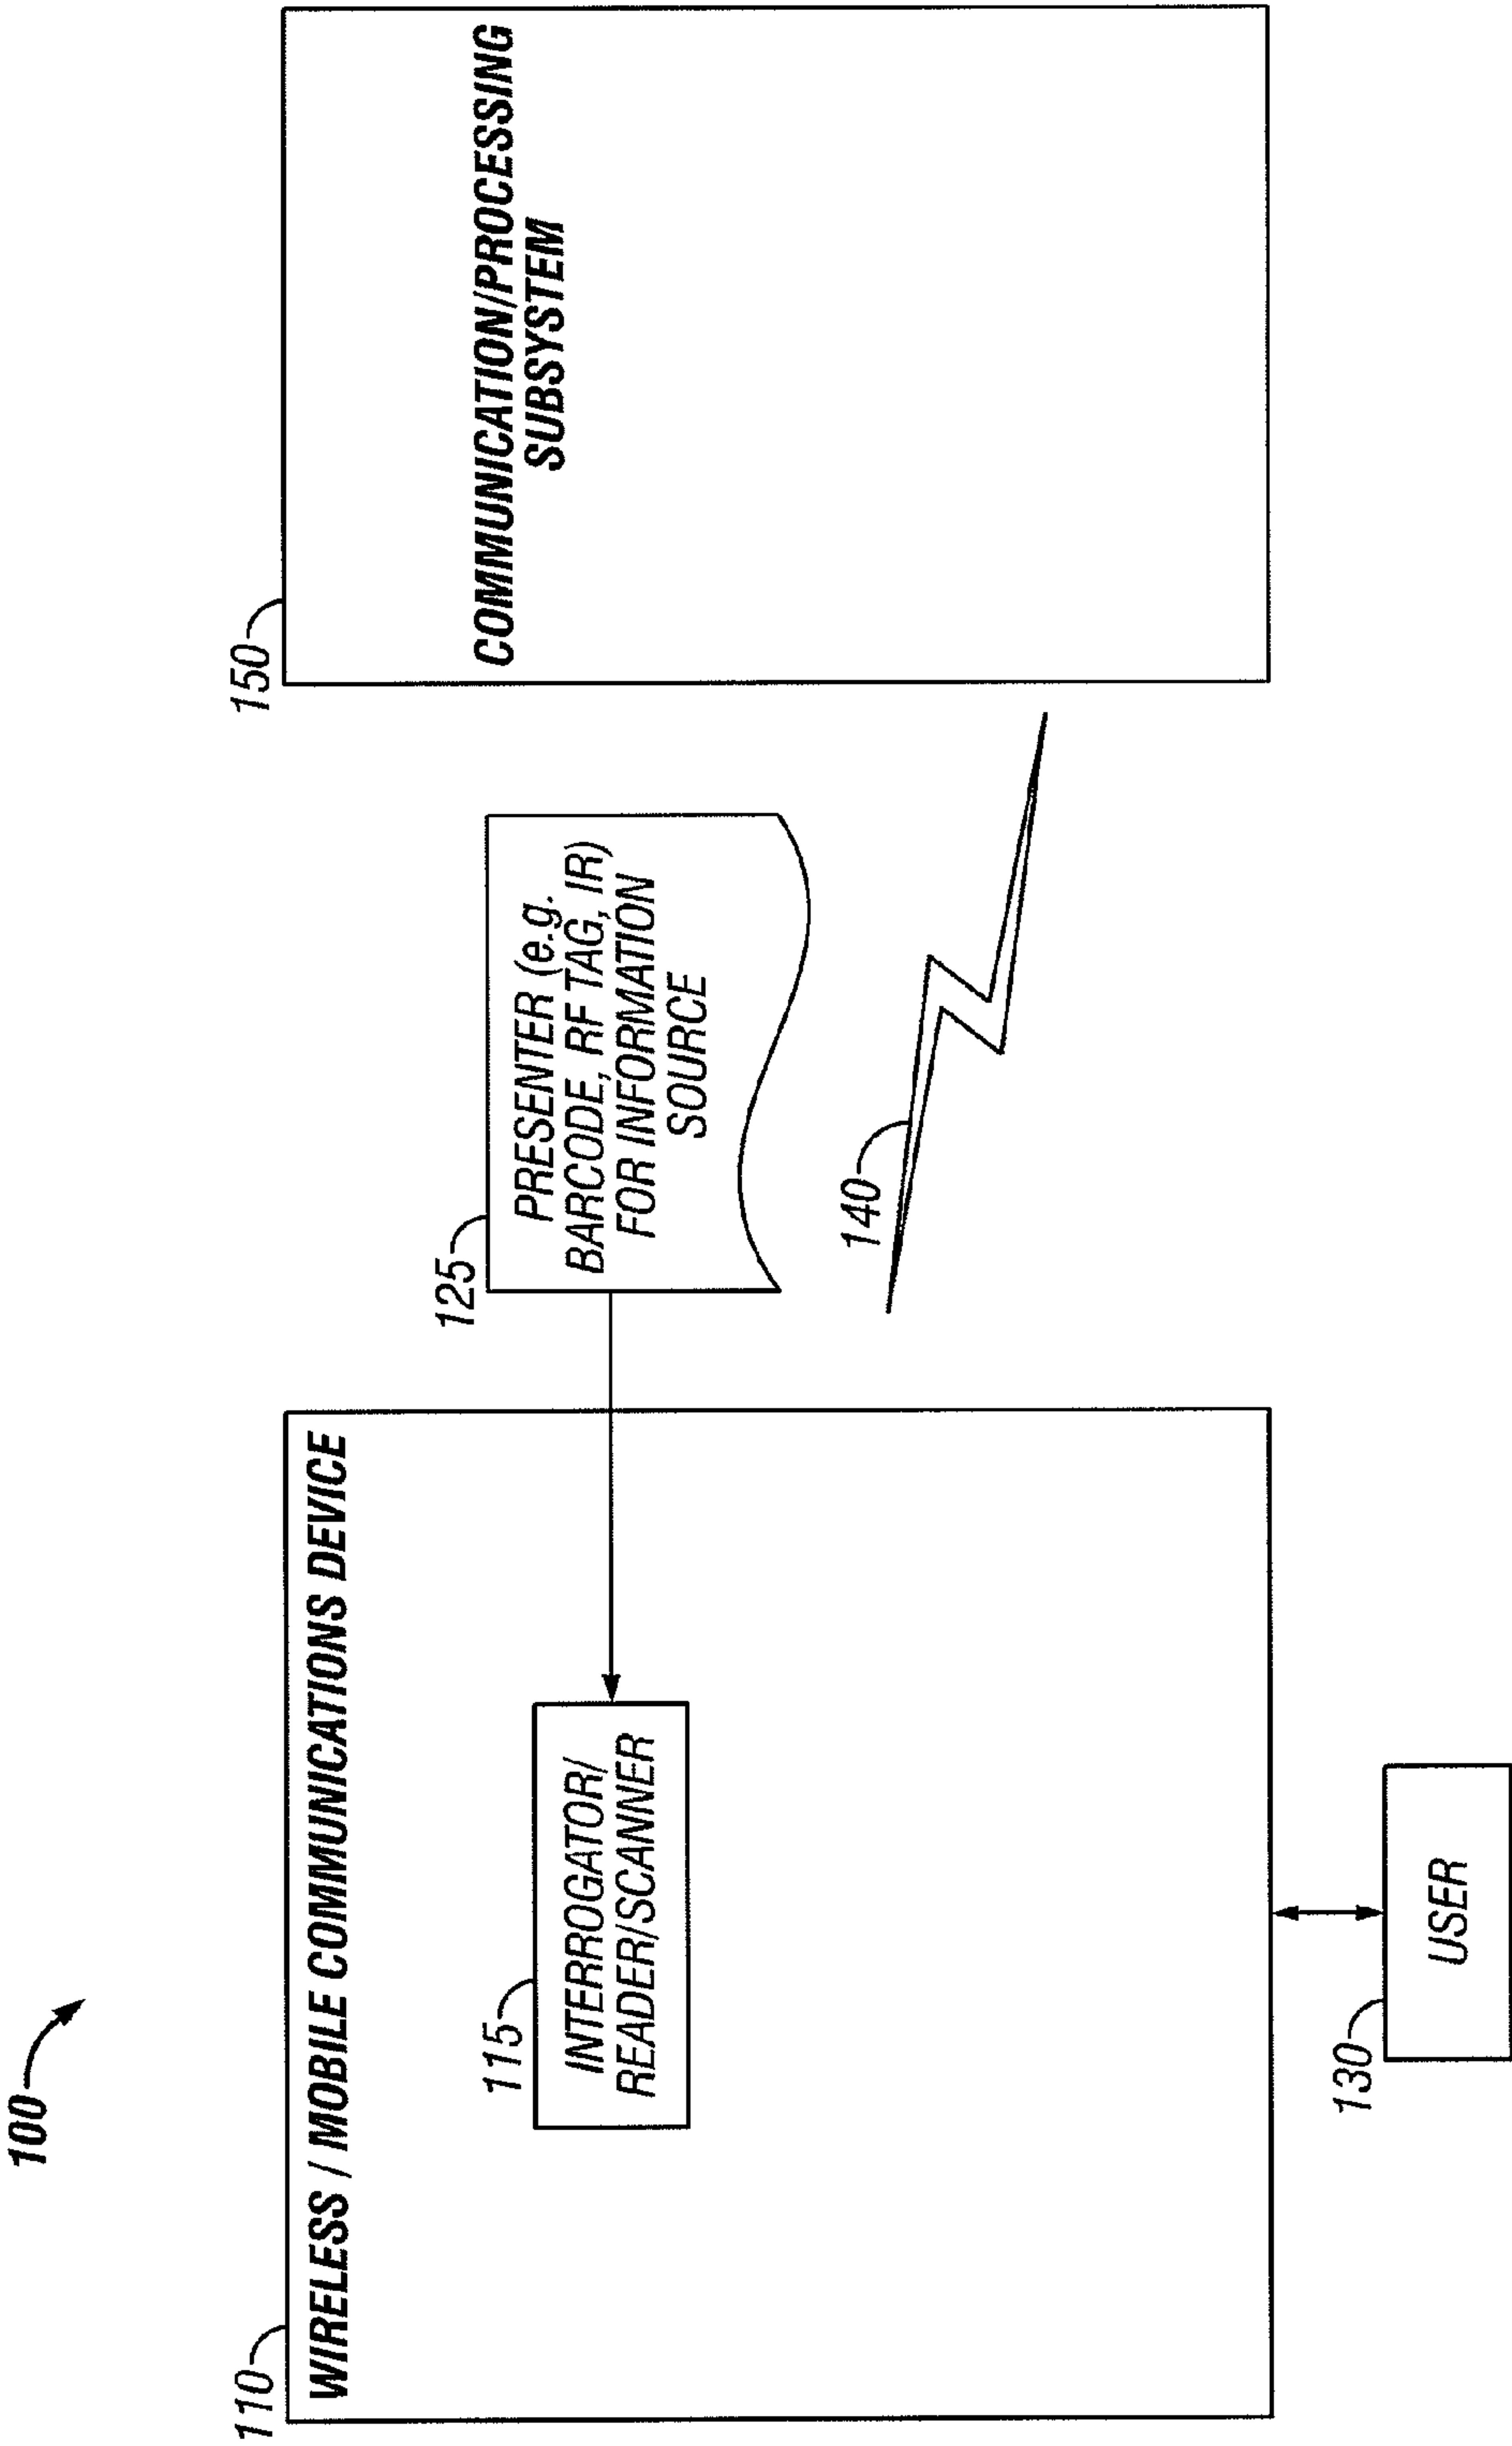 100
110
WIRELESS / MOBILE COMMUNICATIONS DEVICE
115
INTERROGATOR/
READER/SCANNER
125
PRESENTER (e.g.
BARCODE, RF TAG, IR)
FOR INFORMATION
SOURCE
140
150
COMMUNICATION/PROCESSING
SUBSYSTEM
130
USER